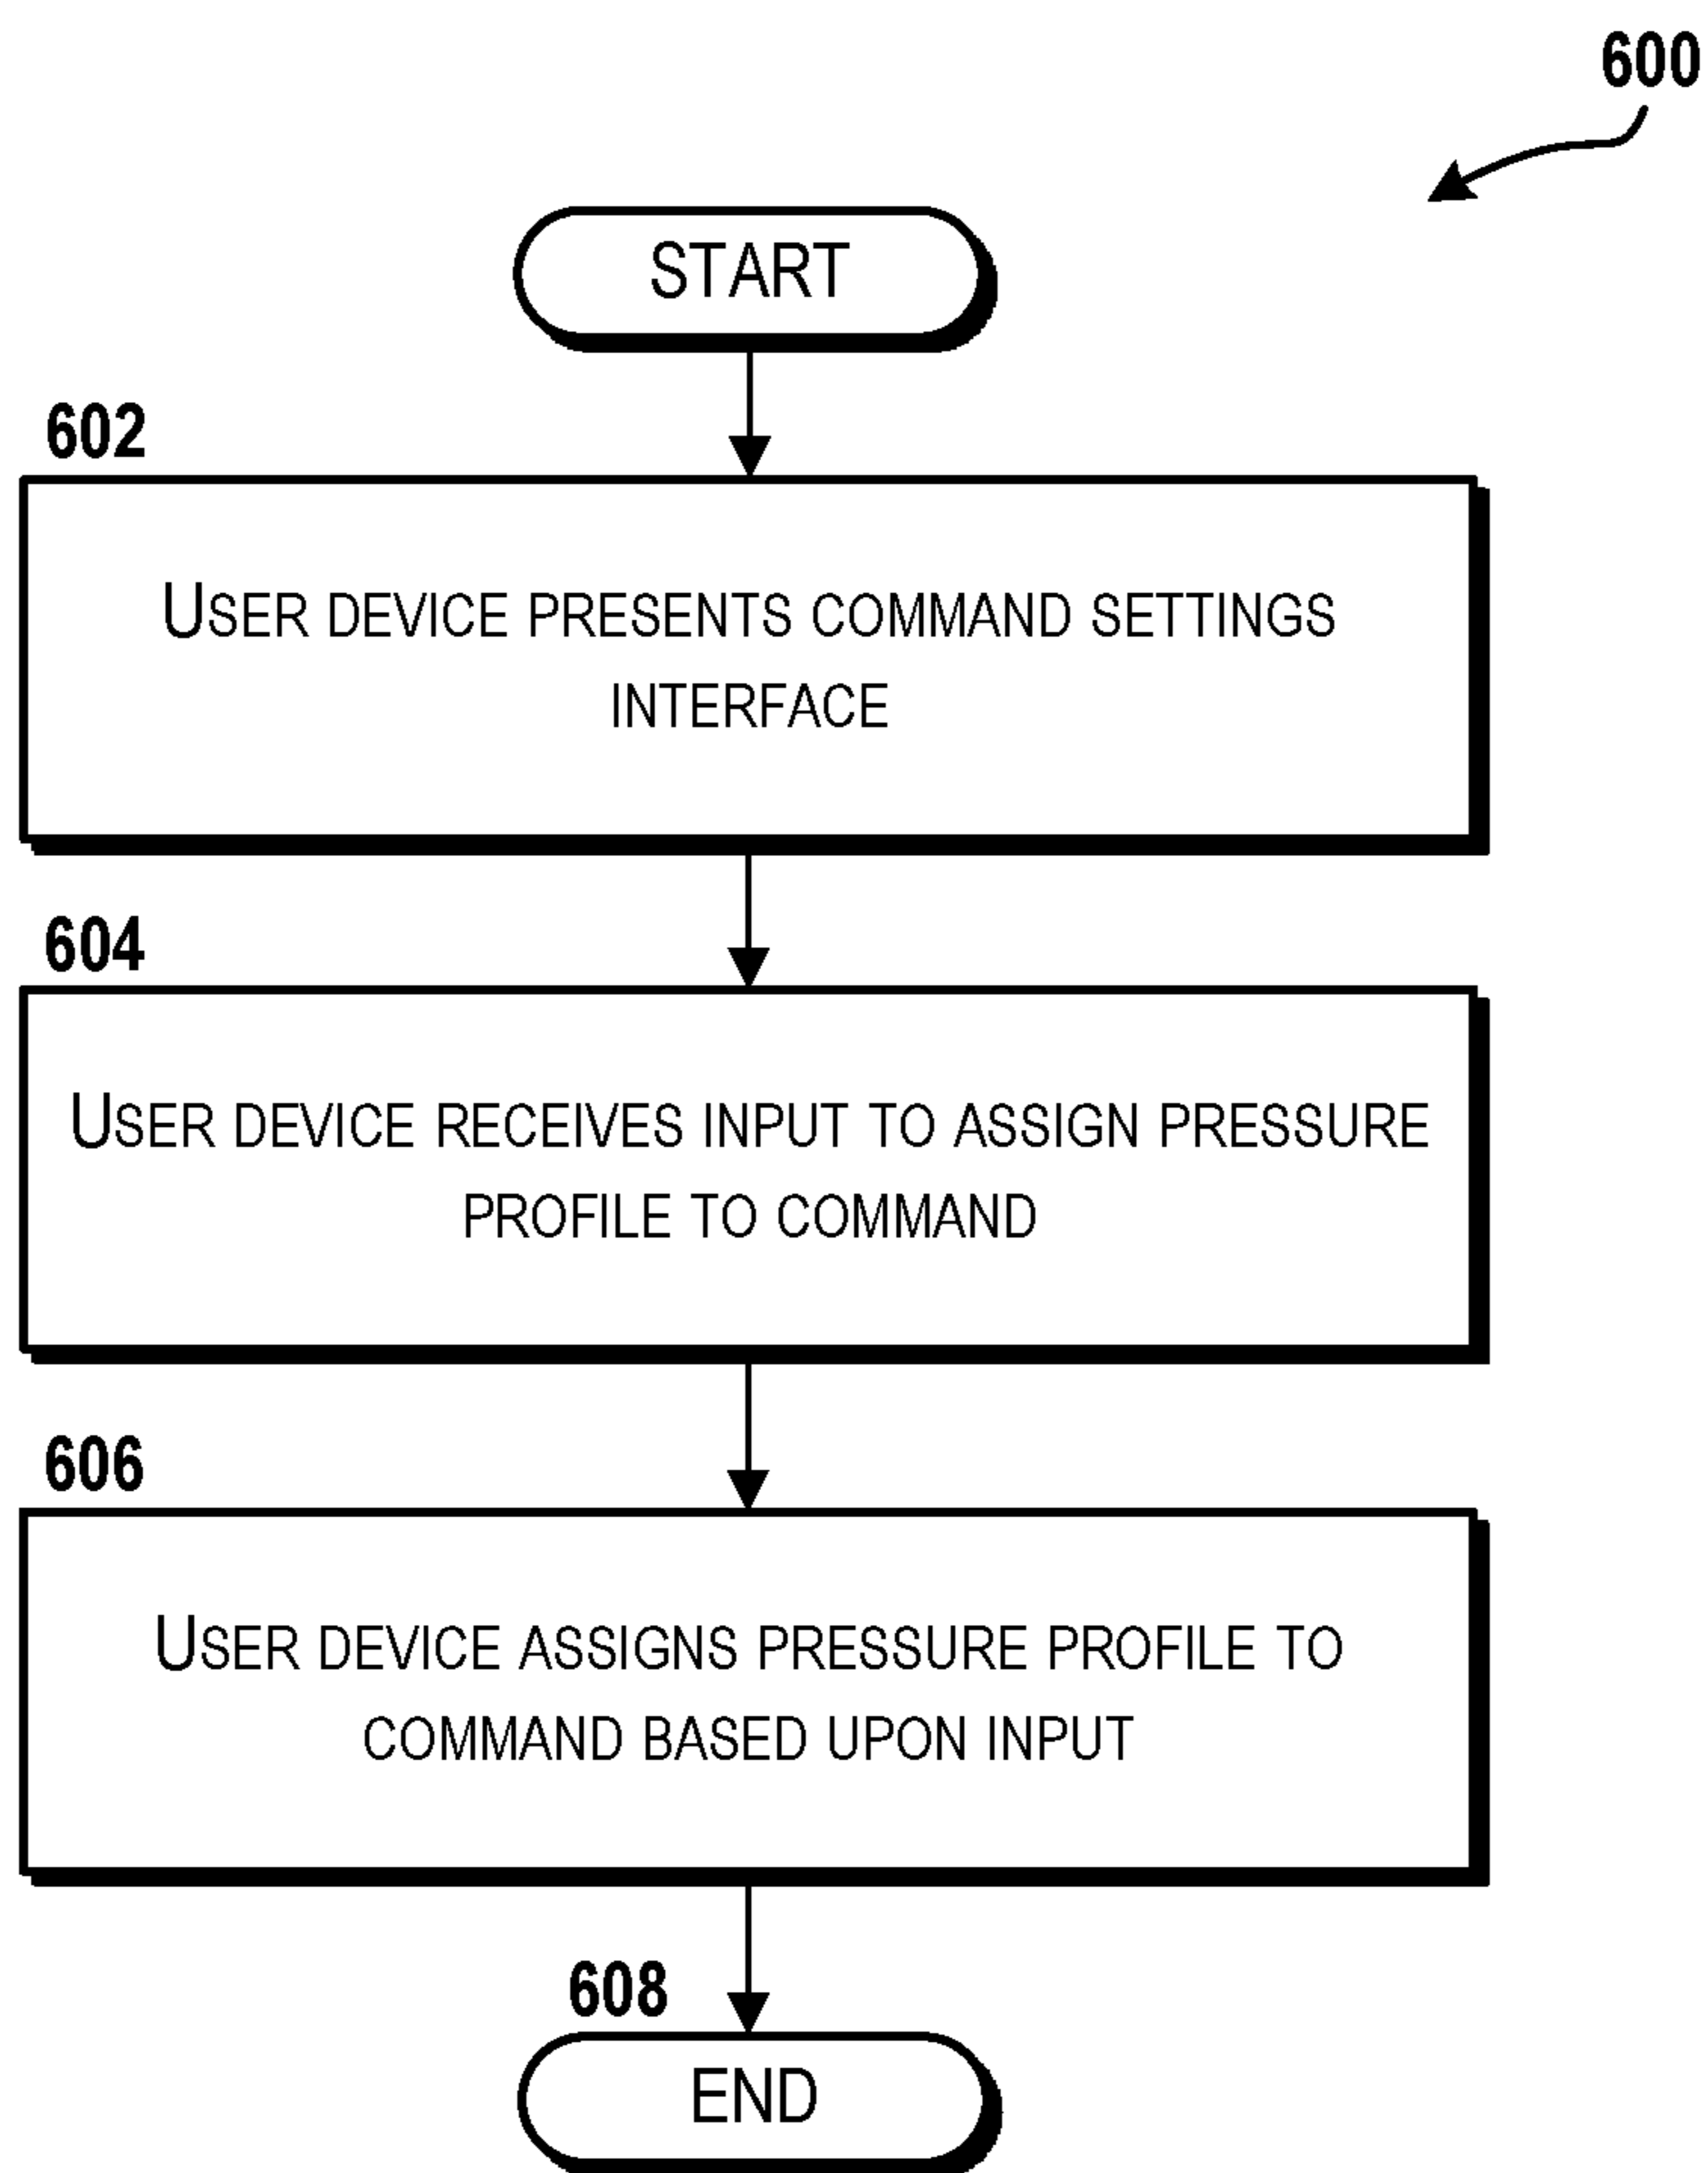 600
START
602
USER DEVICE PRESENTS COMMAND SETTINGS
INTERFACE
604
USER DEVICE RECEIVES INPUT TO ASSIGN PRESSURE
PROFILE TO COMMAND
606
USER DEVICE ASSIGNS PRESSURE PROFILE TO
COMMAND BASED UPON INPUT
608
END